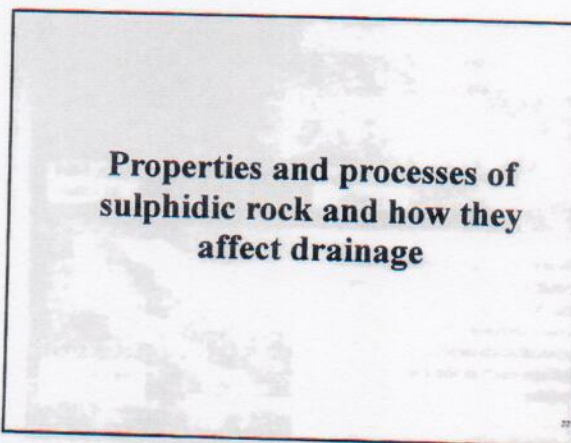 Properties and processes of
sulphidic rock and how they
affect drainage